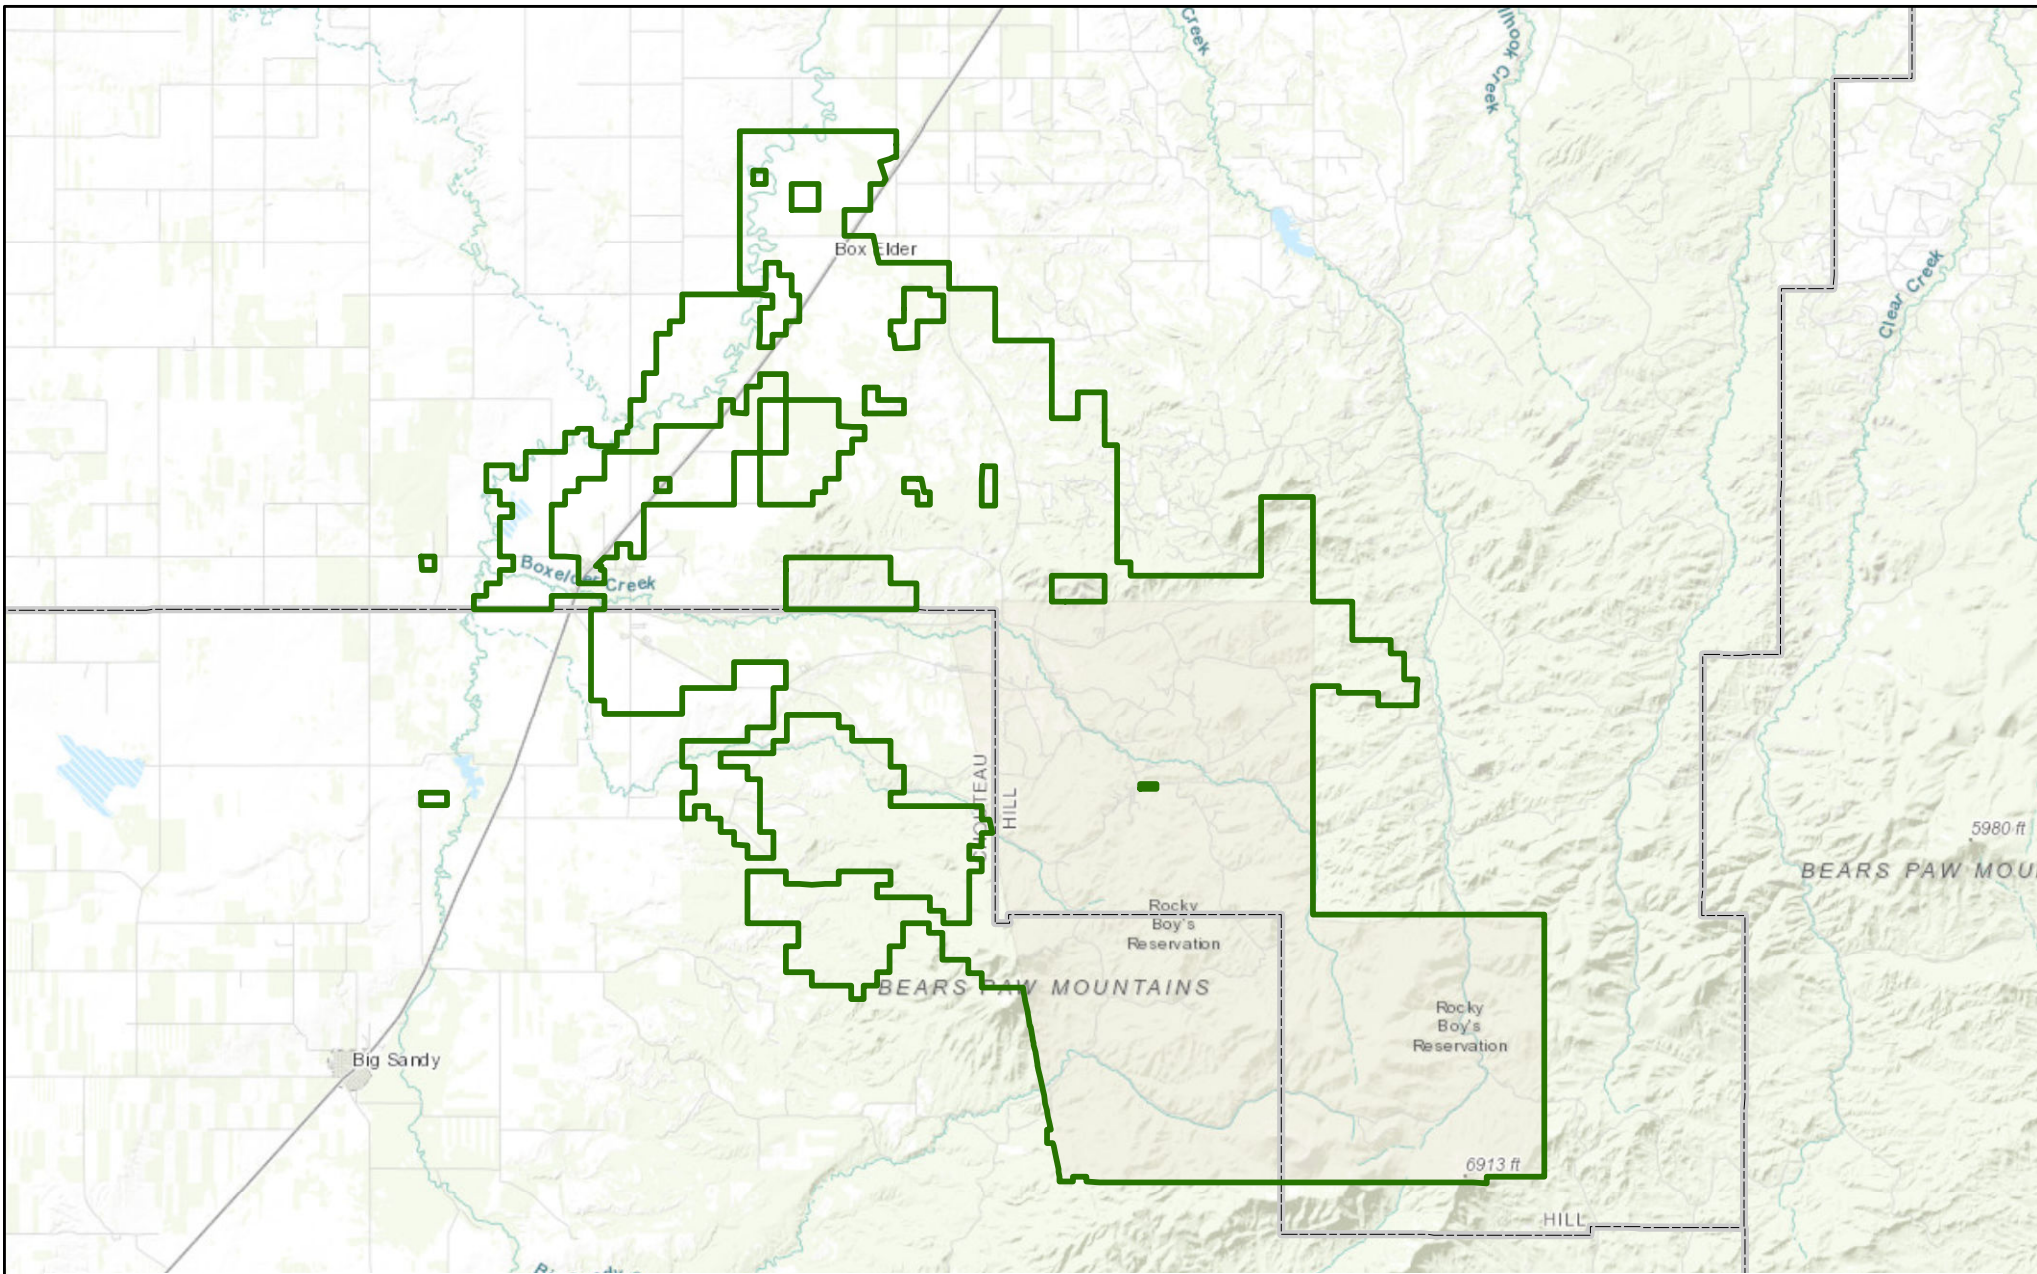 Creek
Creek
Box Elder
Clear Creek
Boxelder Creek
CHOUTEAU
HILL
5980 ft
BEARS PAW MOU
Rocky
Boy's
Reservation
BEARS PAW MOUNTAINS
Rocky
Boy's
Reservation
Big Sandy
6913 ft
HILL